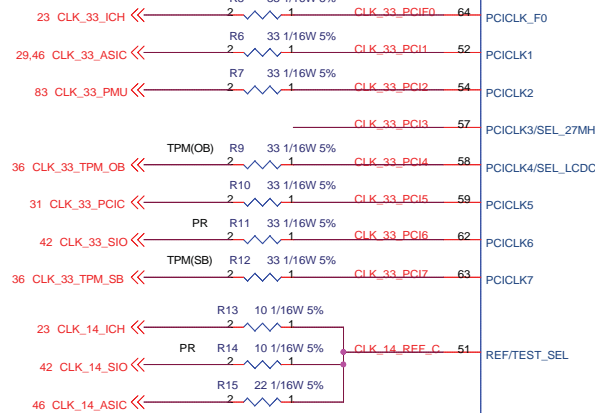 R5 33 1/16W 5%
23 CLK_33_ICH 2 1 CLK_33_PCIF0 64 PCICLK_F0
R6 33 1/16W 5%
29,46 CLK_33_ASIC 2 1 CLK_33_PCI1 52 PCICLK1
R7 33 1/16W 5%
83 CLK_33_PMU 2 1 CLK_33_PCI2 54 PCICLK2
CLK_33_PCI3 57 PCICLK3/SEL_27MH
TPM(OB) R9 33 1/16W 5%
36 CLK_33_TPM_OB 2 1 CLK_33_PCI4 58 PCICLK4/SEL_LCDC
R10 33 1/16W 5%
31 CLK_33_PCIC 2 1 CLK_33_PCI5 59 PCICLK5
PR R11 33 1/16W 5%
42 CLK_33_SIO 2 1 CLK_33_PCI6 62 PCICLK6
TPM(SB) R12 33 1/16W 5%
36 CLK_33_TPM_SB 2 1 CLK_33_PCI7 63 PCICLK7
R13 10 1/16W 5%
23 CLK_14_ICH 2 1
PR R14 10 1/16W 5%
CLK_14_REF_C 51 REF/TEST_SEL
42 CLK_14_SIO 2 1
R15 22 1/16W 5%
46 CLK_14_ASIC 2 1